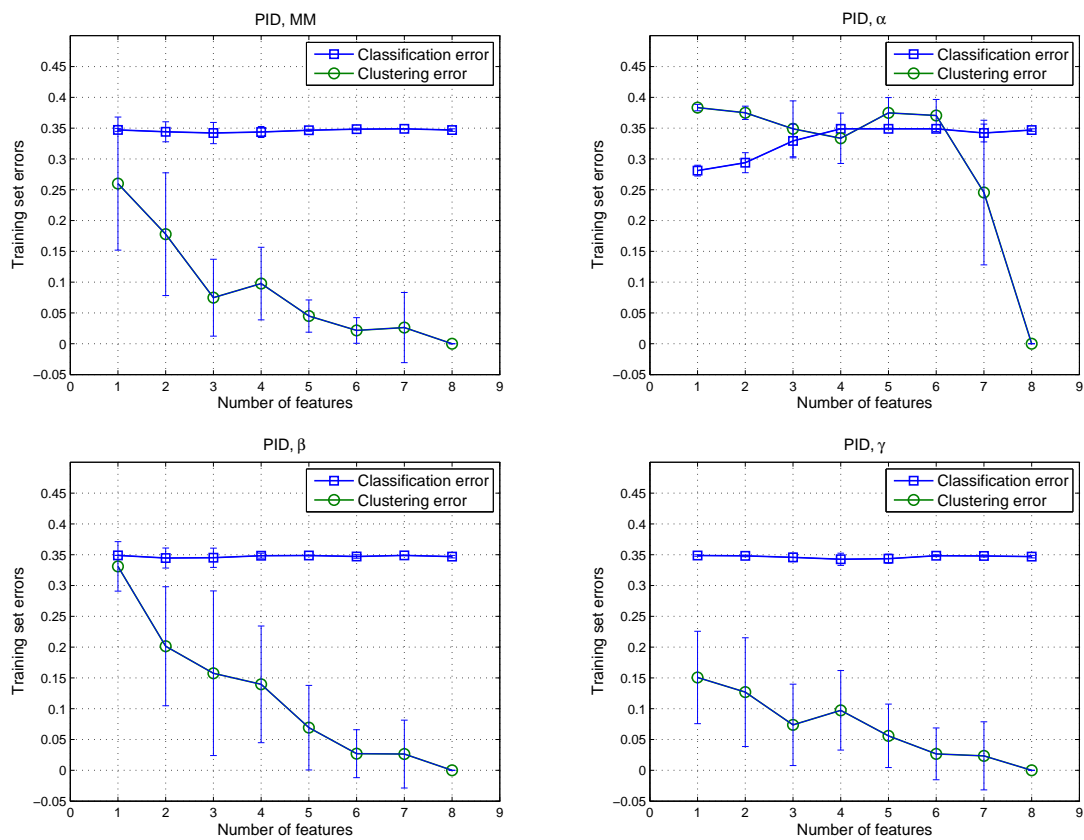 PID, MM
Classification error
Clustering error
Training set errors
0.45
0.4
0.35
0.3
0.25
0.2
0.15
0.1
0.05
0
−0.05
0 1 2 3 4 5 6 7 8 9
Number of features
PID, α
Classification error
Clustering error
Training set errors
0.45
0.4
0.35
0.3
0.25
0.2
0.15
0.1
0.05
0
−0.05
0 1 2 3 4 5 6 7 8 9
Number of features
PID, β
Classification error
Clustering error
Training set errors
0.45
0.4
0.35
0.3
0.25
0.2
0.15
0.1
0.05
0
−0.05
0 1 2 3 4 5 6 7 8 9
Number of features
PID, γ
Classification error
Clustering error
Training set errors
0.45
0.4
0.35
0.3
0.25
0.2
0.15
0.1
0.05
0
−0.05
0 1 2 3 4 5 6 7 8 9
Number of features